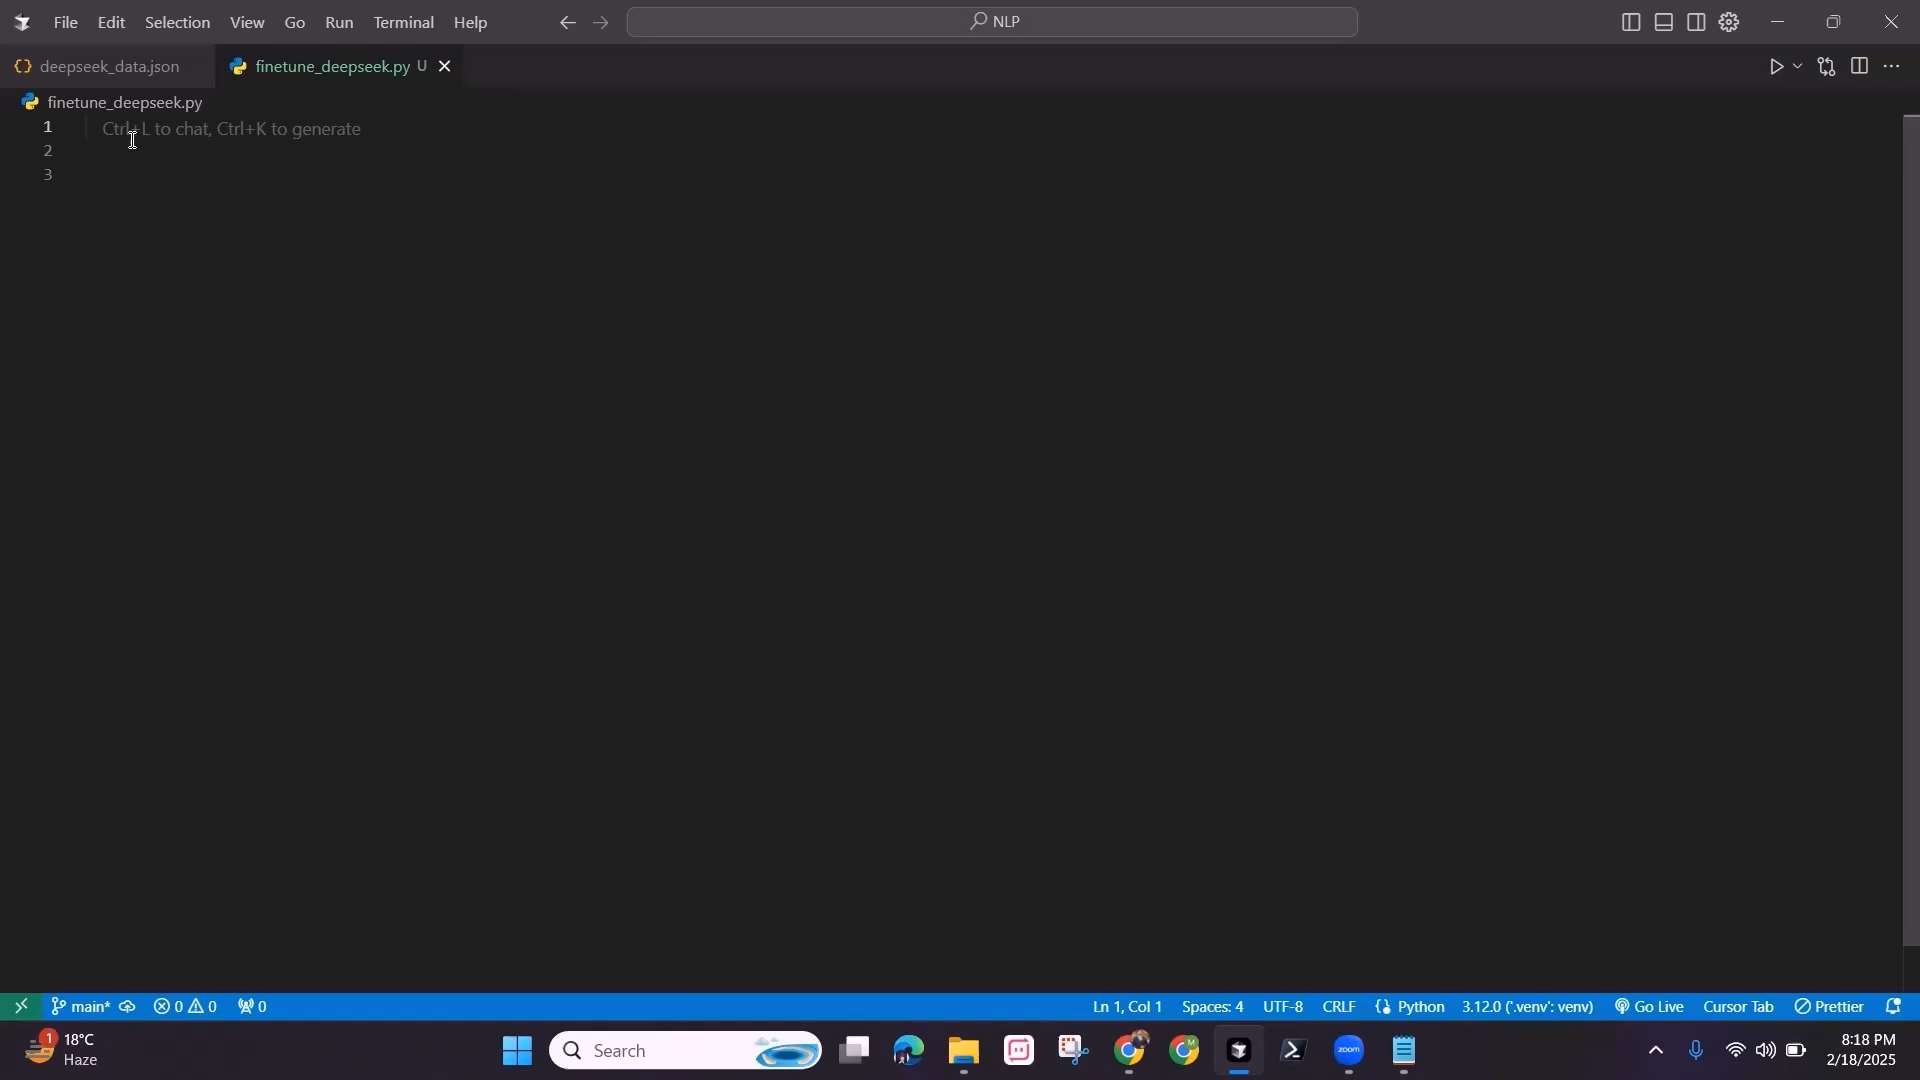 File Edit Selection View Go Run Terminal Help NLP
deepseek_data.json finetune_deepseek.py U
finetune_deepseek.py
1 Ctrl+L to chat, Ctrl+K to generate
2
3
main* 0 0 0 Ln 1, Col 1 Spaces: 4 UTF-8 CRLF Python 3.12.0 ('.venv': venv) Go Live Cursor Tab Prettier
1 18°C Search zoom M 8:18 PM
Haze 2/18/2025